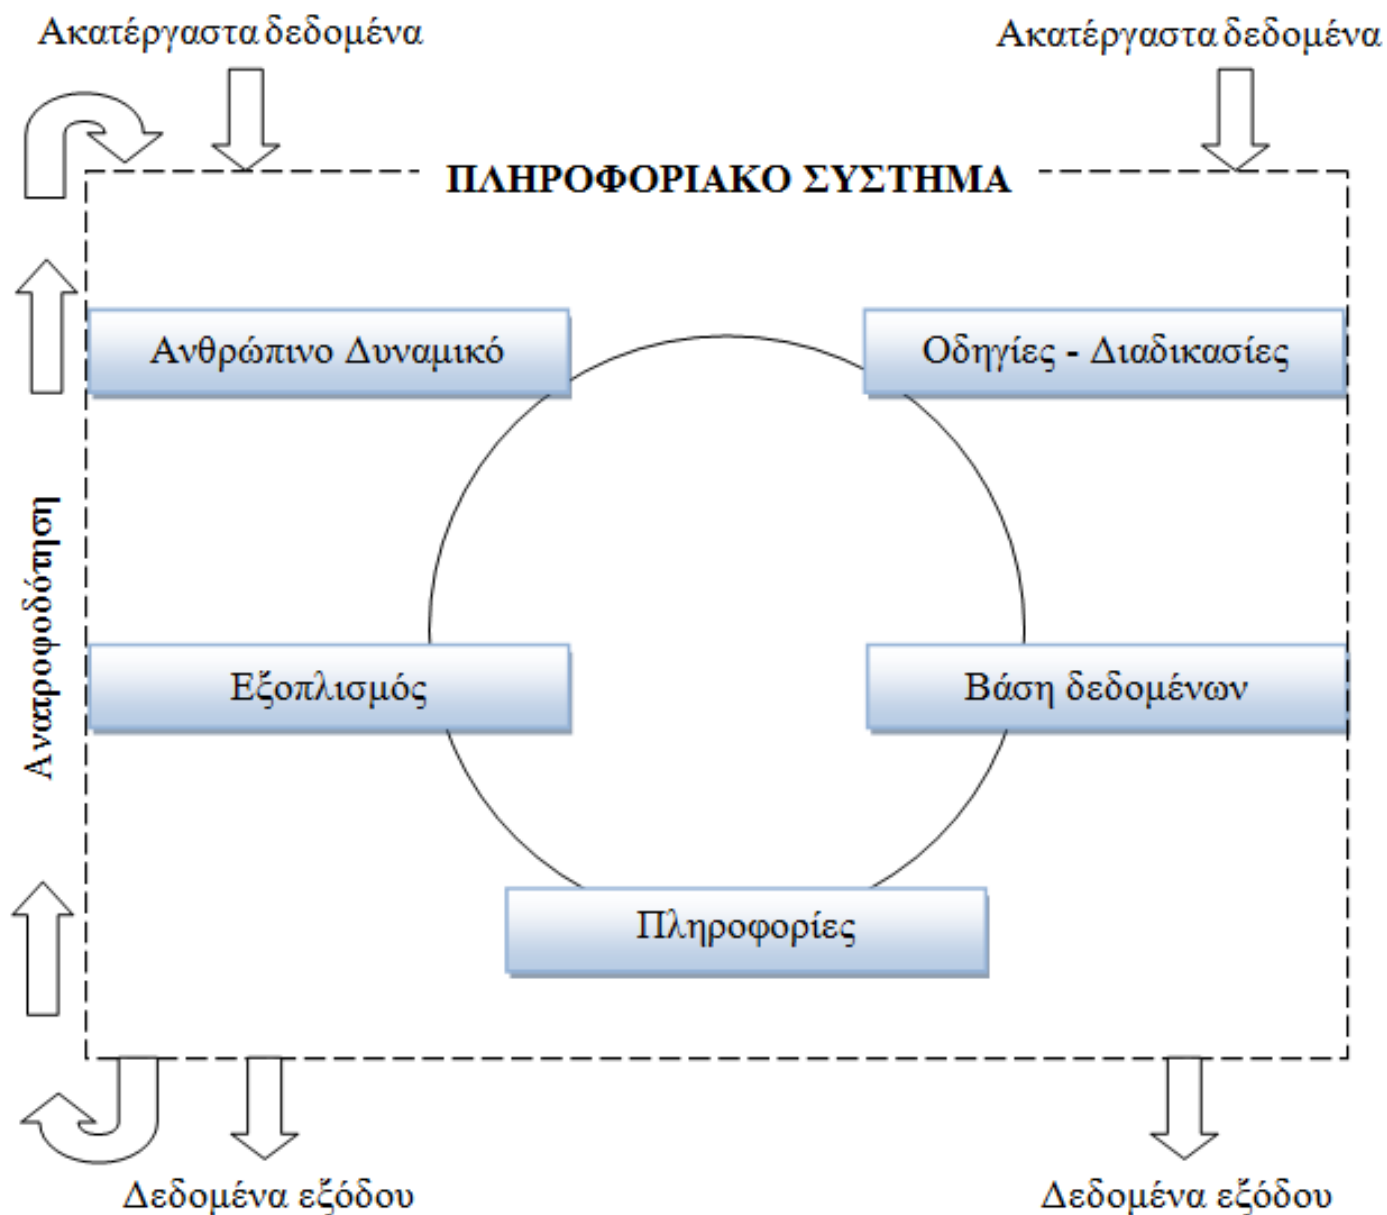 Ακατέργαστα δεδομένα
Ακατέργαστα δεδομένα
ΠΛΗΡΟΦΟΡΙΑΚΟ ΣΥΣΤΗΜΑ
Ανθρώπινο Δυναμικό
Οδηγίες - Διαδικασίες
Ανατροφοδότηση
Εξοπλισμός
Βάση δεδομένων
Πληροφορίες
Δεδομένα εξόδου
Δεδομένα εξόδου